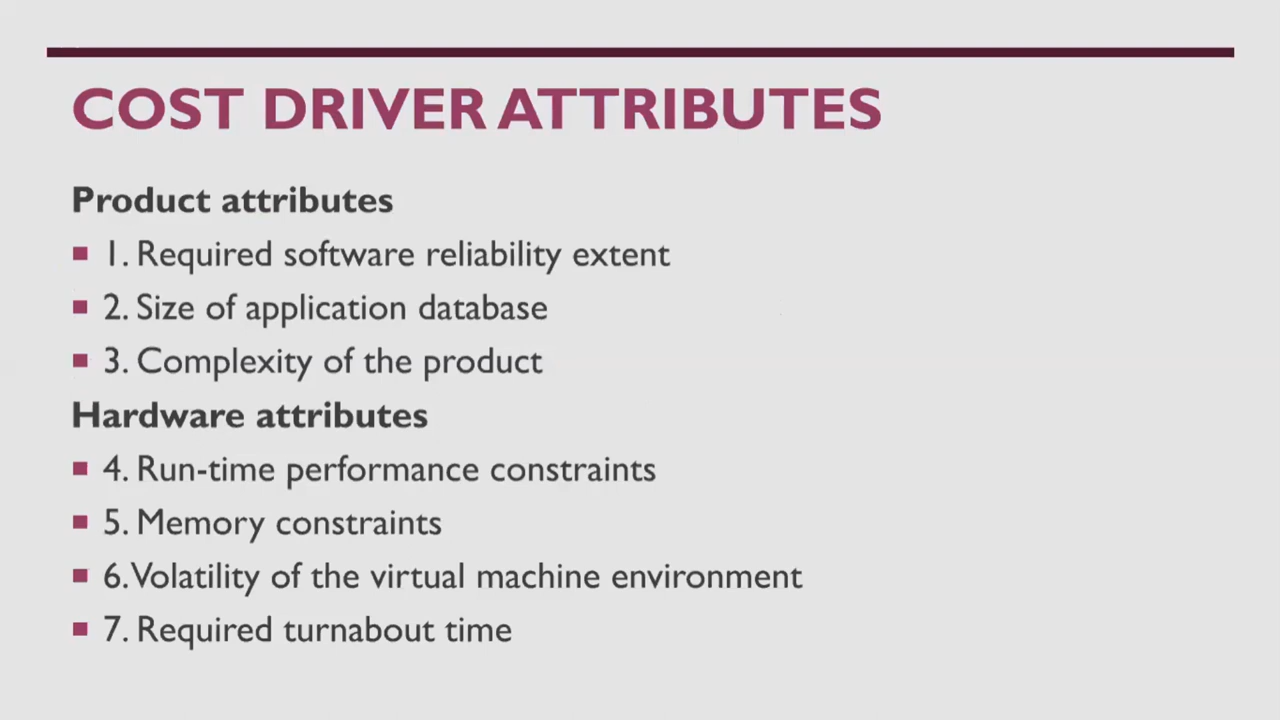 COST DRIVER ATTRIBUTES
Product attributes
1. Required software reliability extent
2. Size of application database
3. Complexity of the product
Hardware attributes
4. Run-time performance constraints
5. Memory constraints
6. Volatility of the virtual machine environment
7. Required turnabout time